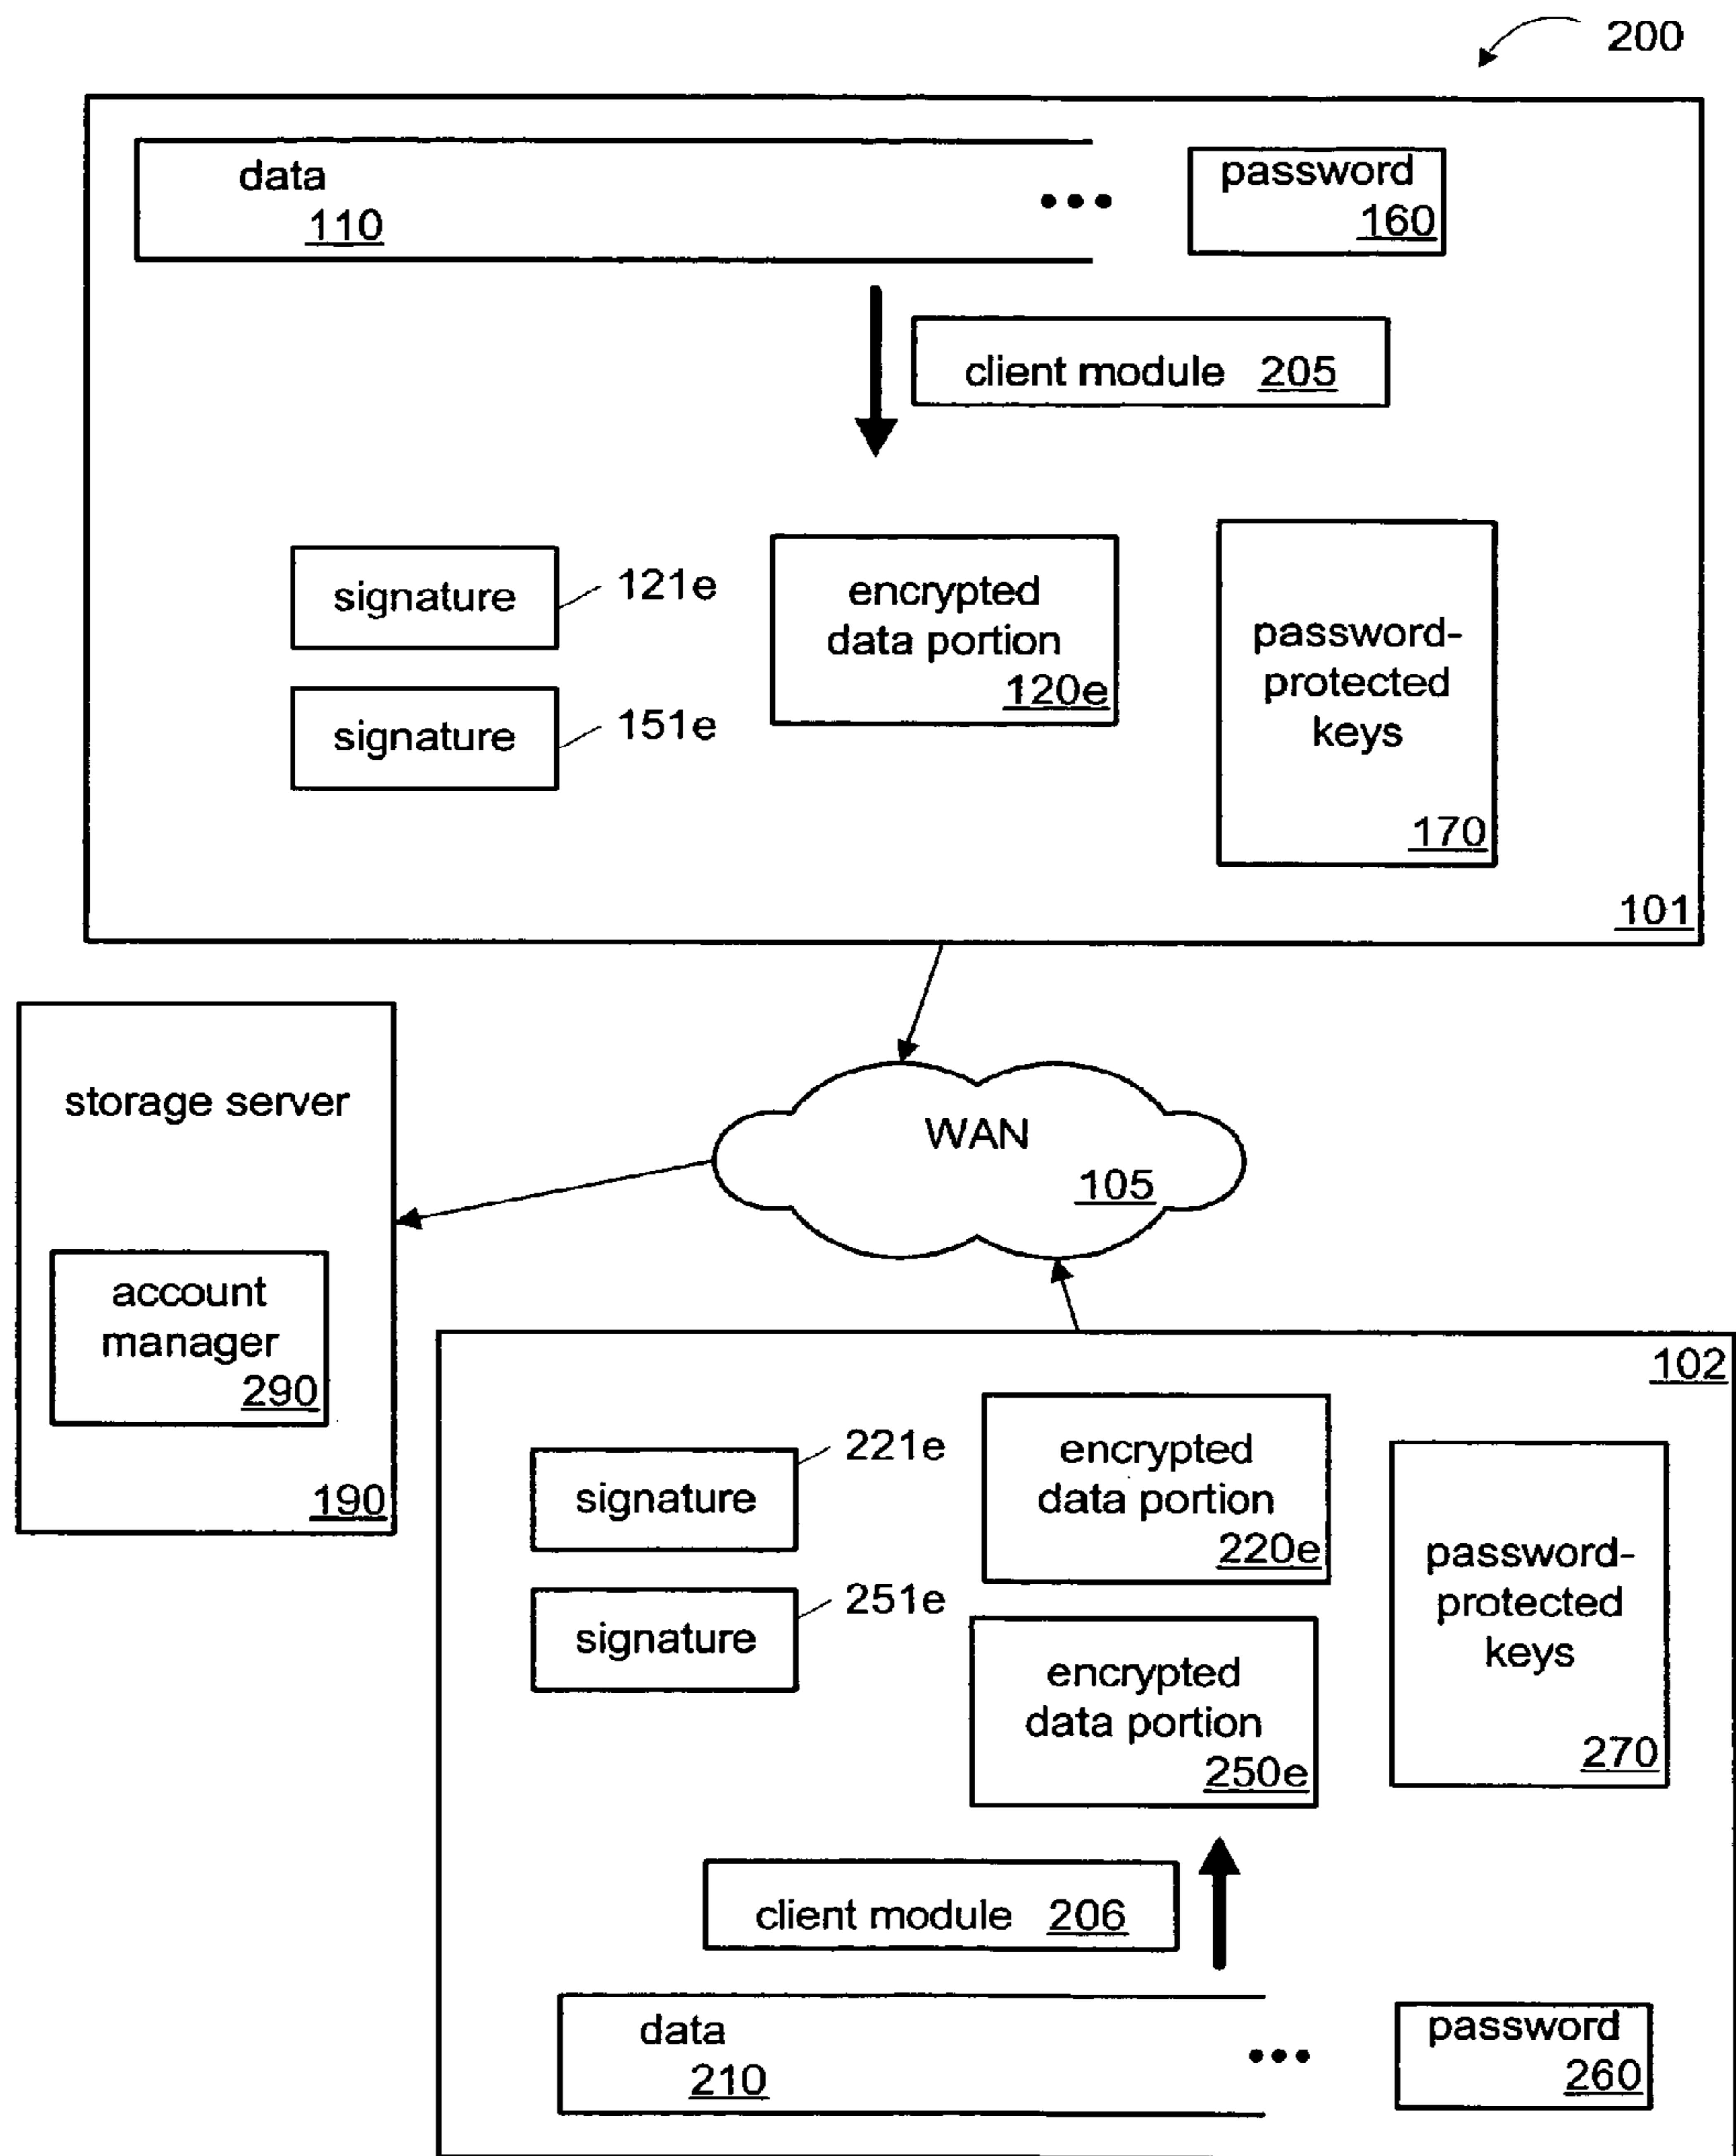 200
data
110
password
160
client module 205
signature
121e
encrypted
data portion
120e
signature
151e
password-
protected
keys
170
101
storage server
account
manager
290
190
WAN
105
102
signature
221e
encrypted
data portion
220e
signature
251e
encrypted
data portion
250e
password-
protected
keys
270
client module 206
data
210
password
260